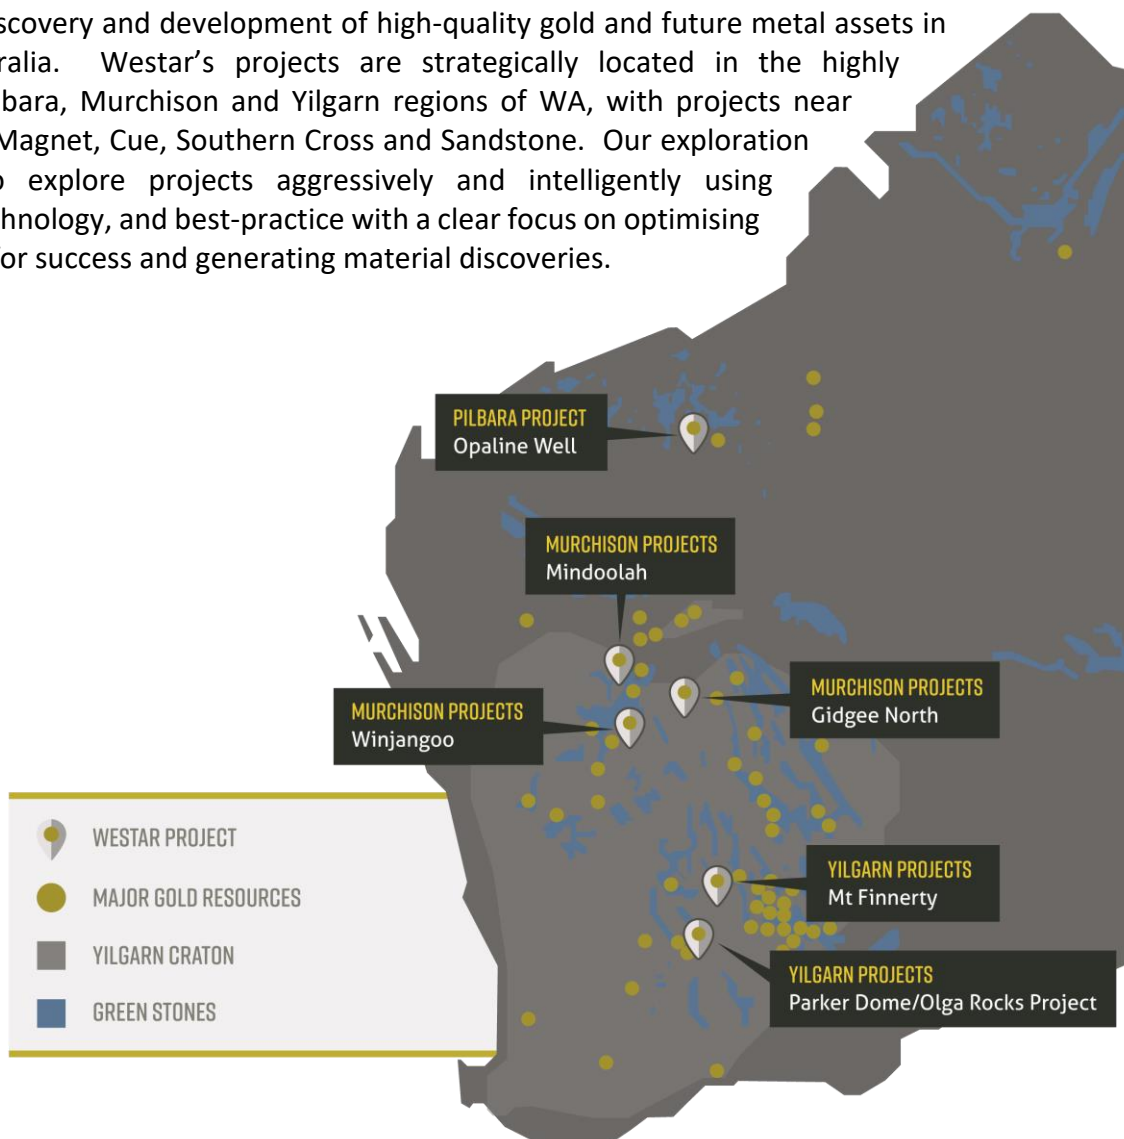 scovery and development of high-quality gold and future metal assets in
ralia. Westar's projects are strategically located in the highly
lbara, Murchison and Yilgarn regions of WA, with projects near
Magnet, Cue, Southern Cross and Sandstone. Our exploration
o explore projects aggressively and intelligently using
chnology, and best-practice with a clear focus on optimising
for success and generating material discoveries.
PILBARA PROJECT
Opaline Well
MURCHISON PROJECTS
Mindoolah
MURCHISON PROJECTS
Gidgee North
MURCHISON PROJECTS
Winjangoo
WESTAR PROJECT
MAJOR GOLD RESOURCES
YILGARN CRATON
GREEN STONES
YILGARN PROJECTS
Mt Finnerty
YILGARN PROJECTS
Parker Dome/Olga Rocks Project